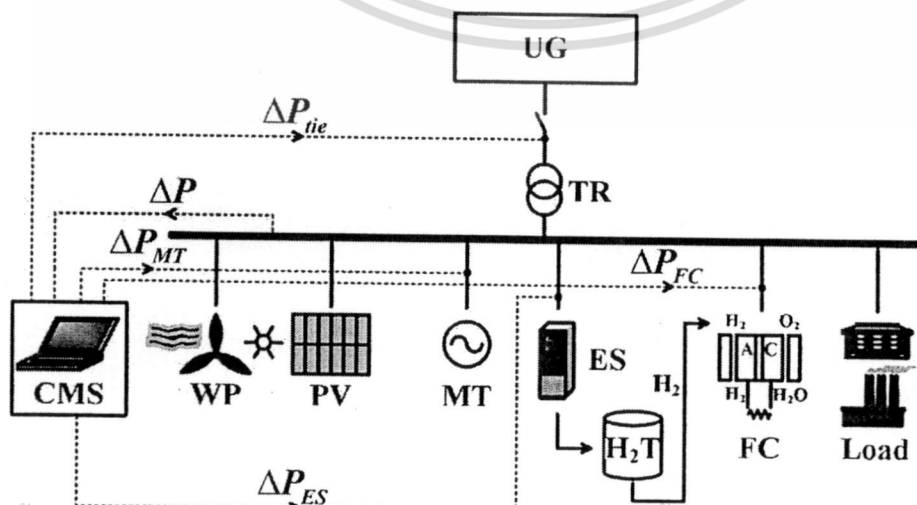 UG
ΔP_tie
TR
ΔP
ΔP_MT
ΔP_FC
H₂ O₂
A C
H₂ H₂O
CMS
WP
PV
MT
ES
H₂
H₂T
FC
Load
ΔP_ES